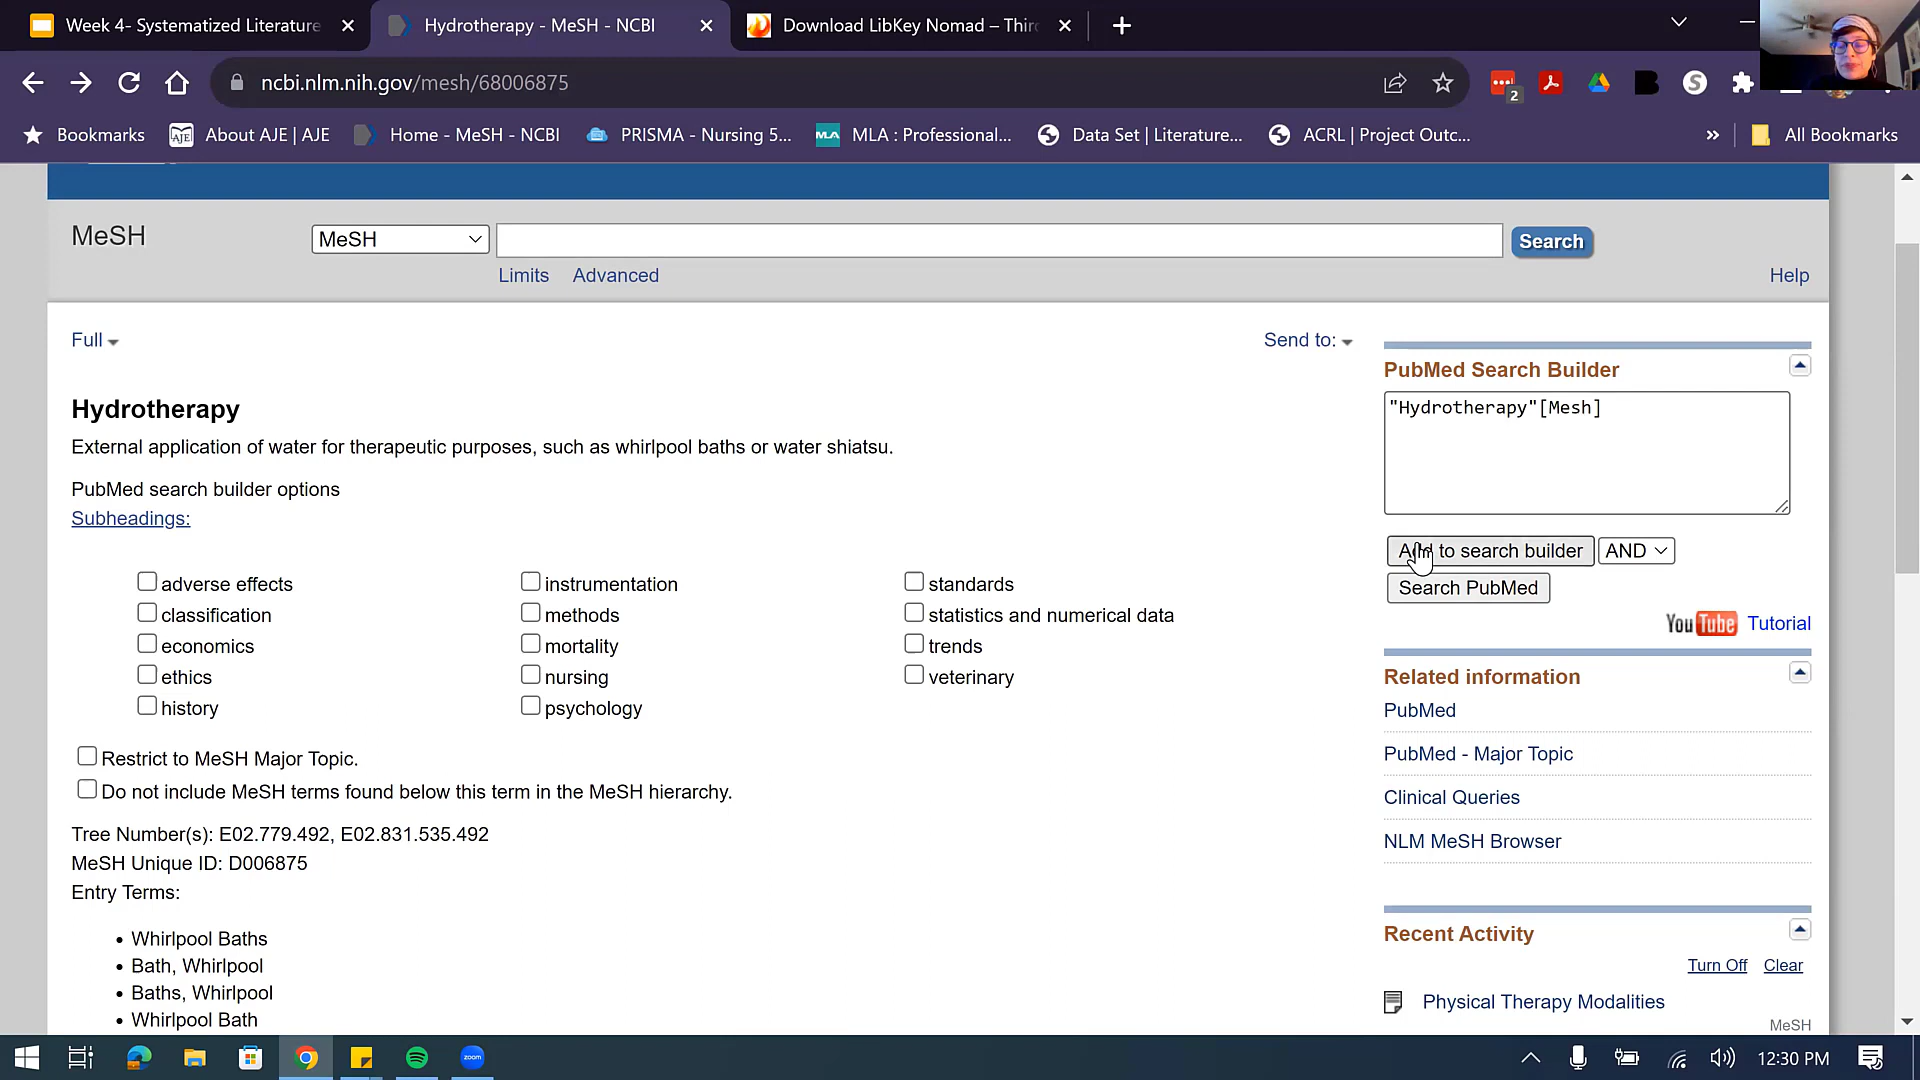 Week 4- Systematized Literature
Hydrotherapy - MeSH - NCBI
Download LibKey Nomad – Thir
ncbi.nlm.nih.gov/mesh/68006875
2
Bookmarks
About AJE | AJE
Home - MeSH - NCBI
PRISMA - Nursing 5...
MLA : Professional...
Data Set | Literature...
ACRL | Project Outc...
»
All Bookmarks
MeSH
MeSH
Search
Limits
Advanced
Help
Full
Send to:
Hydrotherapy
External application of water for therapeutic purposes, such as whirlpool baths or water shiatsu.
PubMed search builder options
Subheadings:
adverse effects
classification
economics
ethics
history
instrumentation
methods
mortality
nursing
psychology
standards
statistics and numerical data
trends
veterinary
Restrict to MeSH Major Topic.
Do not include MeSH terms found below this term in the MeSH hierarchy.
Tree Number(s): E02.779.492, E02.831.535.492
MeSH Unique ID: D006875
Entry Terms:
• Whirlpool Baths
• Bath, Whirlpool
• Baths, Whirlpool
• Whirlpool Bath
PubMed Search Builder
"Hydrotherapy"[Mesh]
Add to search builder
AND
Search PubMed
YouTube Tutorial
Related information
PubMed
PubMed - Major Topic
Clinical Queries
NLM MeSH Browser
Recent Activity
Turn Off
Clear
Physical Therapy Modalities
MeSH
zoom
12:30 PM